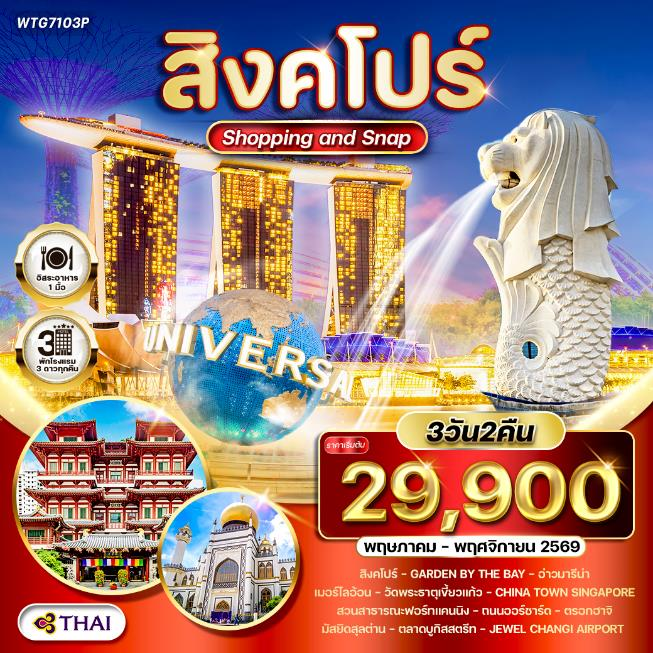 WTG7103P
สิงคโปร์
Shopping and Snap
อิสระอาหาร
1 มื้อ
3
HOTEL
พักโรงแรม
3 ดาวทุกคืน
UNIVERSA
3วัน2คืน
ราคาเริ่มต้น
29,900
พฤษภาคม - พฤศจิกายน 2569
สิงคโปร์ - GARDEN BY THE BAY - อ่าวมารีน่า
เมอร์ไลอ้อน - วัดพระธาตุเขี้ยวแก้ว - CHINA TOWN SINGAPORE
สวนสาธารณะฟอร์ทแคนนิง - ถนนออร์ชาร์ด - ตรอกฮาจิ
มัสยิดสุลต่าน - ตลาดบูกิสสตรีท - JEWEL CHANGI AIRPORT
THAI